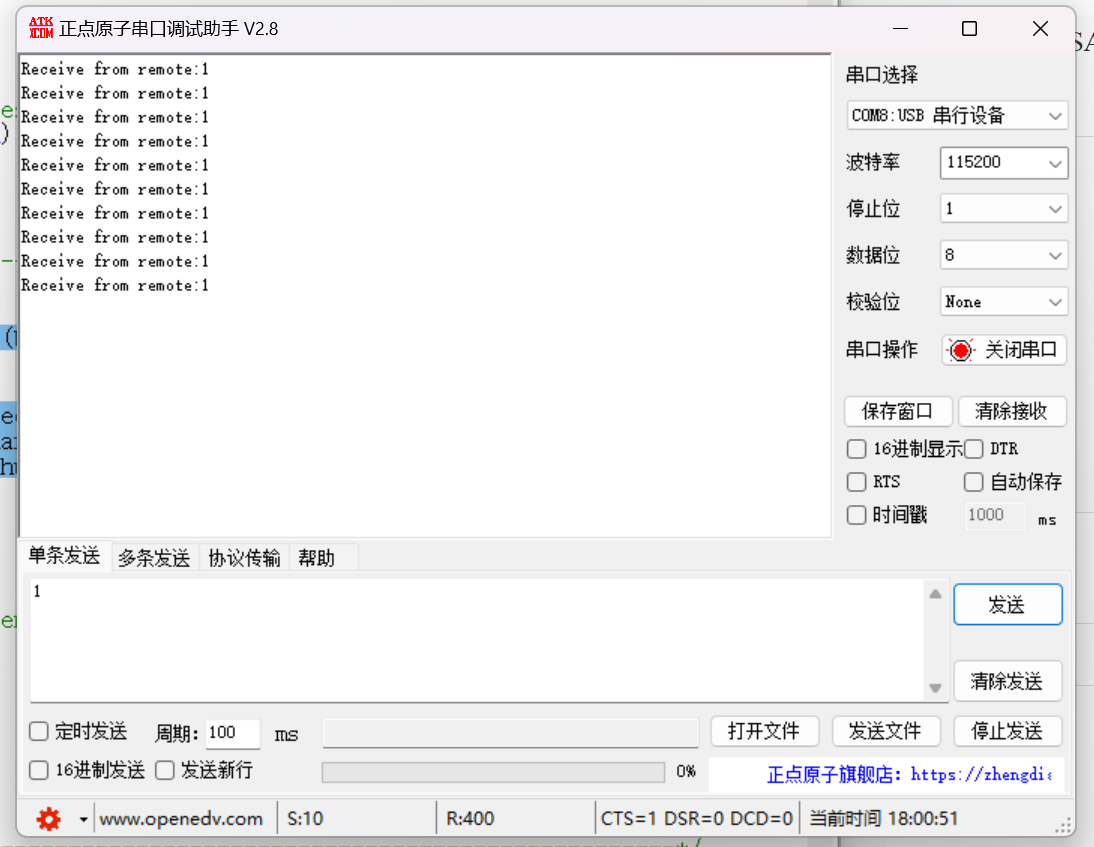 ATK
XCOM 正点原子串口调试助手 V2.8
Receive from remote:1
Receive from remote:1
Receive from remote:1
Receive from remote:1
Receive from remote:1
Receive from remote:1
Receive from remote:1
Receive from remote:1
Receive from remote:1
Receive from remote:1
串口选择
COM8:USB 串行设备
波特率 115200
停止位 1
数据位 8
校验位 None
串口操作 关闭串口
保存窗口 清除接收
16进制显示 DTR
RTS 自动保存
时间戳 1000 ms
单条发送 多条发送 协议传输 帮助
1
发送
清除发送
定时发送 周期: 100 ms 打开文件 发送文件 停止发送
16进制发送 发送新行 0% 正点原子旗舰店: https://zhengdi
www.openedv.com S:10 R:400 CTS=1 DSR=0 DCD=0 当前时间 18:00:51